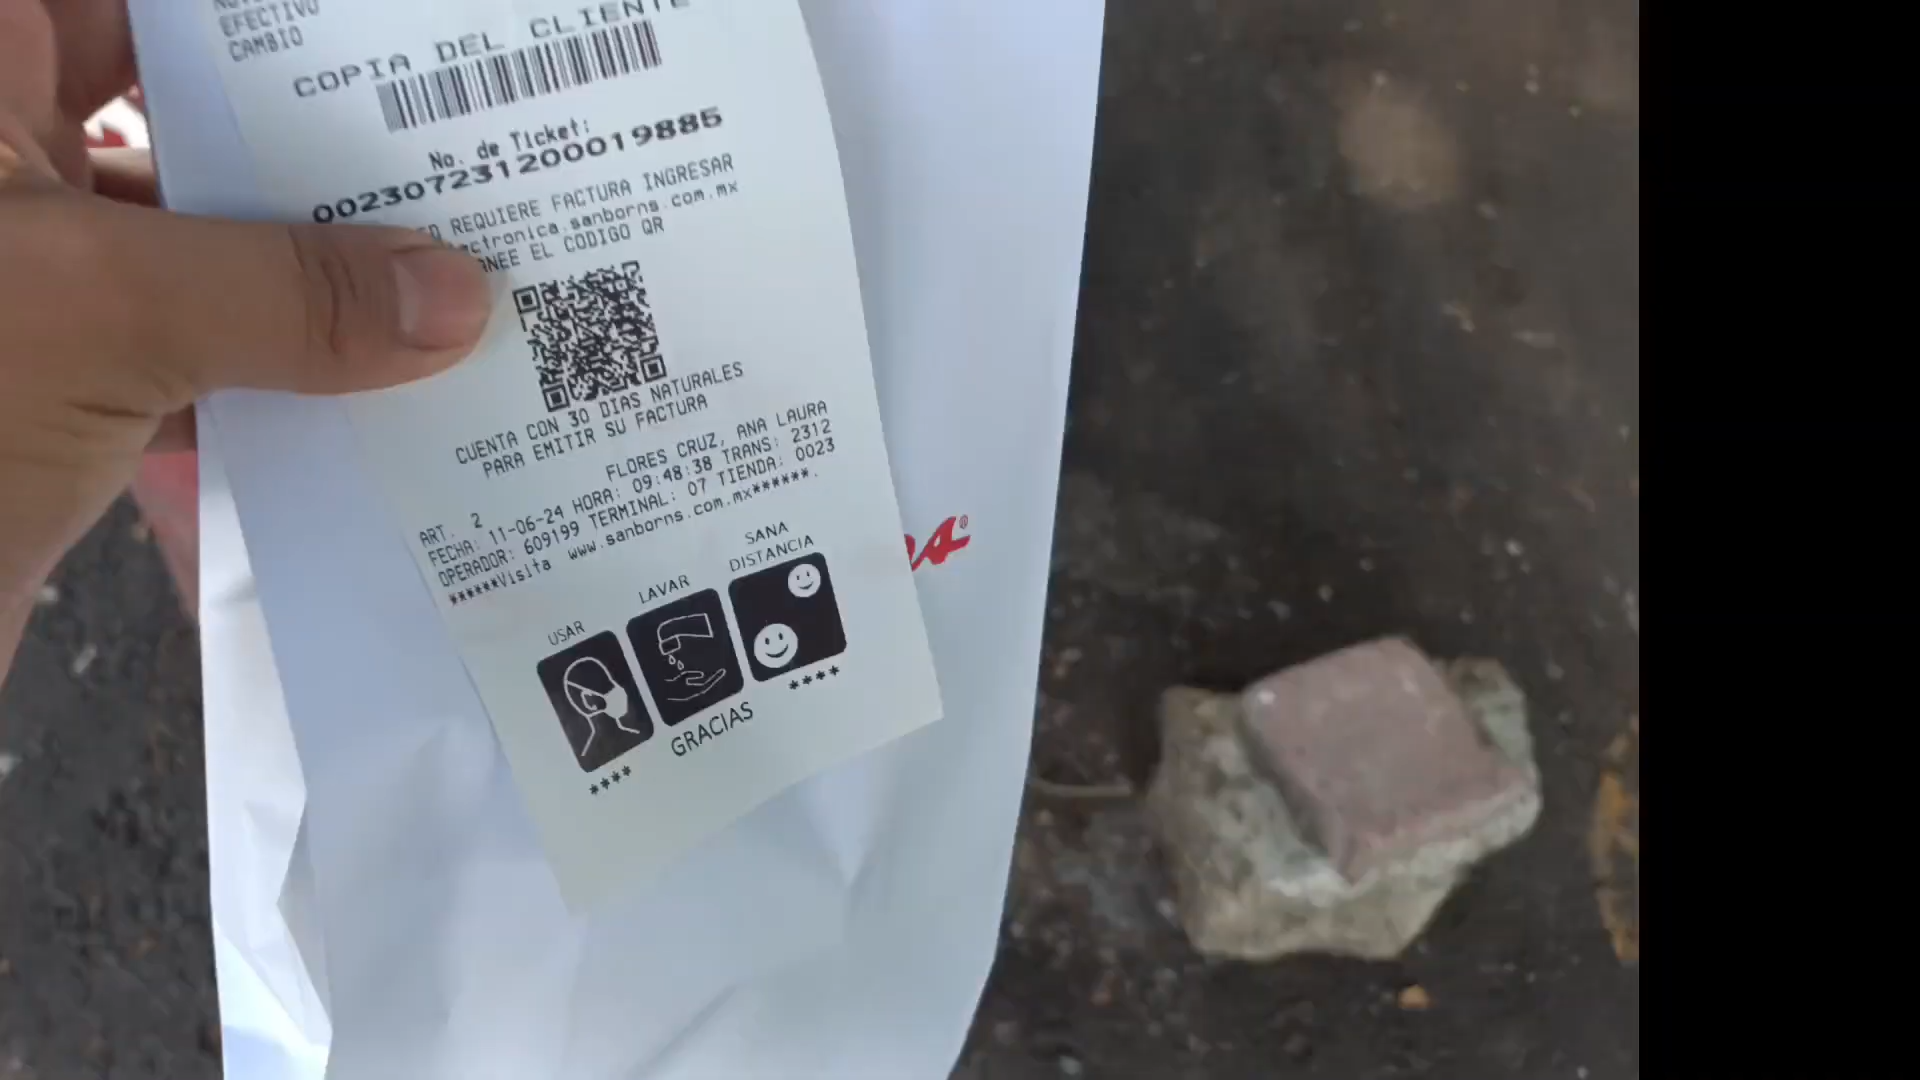 EFECTIVO
CAMBIO
COPIA DEL CLIENTE
No. de Ticket:
002307231200019885
REQUIERE FACTURA INGRESAR
ectronica.sanborns.com.mx
ANEE EL CODIGO QR
CUENTA CON 30 DIAS NATURALES
PARA EMITIR SU FACTURA
FLORES CRUZ, ANA LAURA
ART. 2
FECHA: 11-06-24 HORA: 09:48:38 TRANS: 2312
OPERADOR: 609199 TERMINAL: 07 TIENDA: 0023
*****Visita www.sanborns.com.mx******.
USAR
LAVAR
SANA
DISTANCIA
****
GRACIAS
****